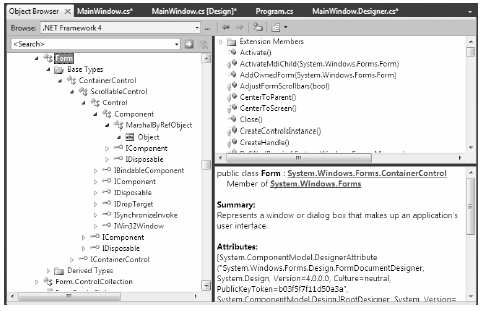 Object Browser
MainWindow.cs*
MainWindow.cs [Design]*
Program.cs
MainWindow.Designer.cs*
Browse: .NET Framework 4
<Search>
Form
Base Types
ContainerControl
ScrollableControl
Control
Component
MarshalByRefObject
Object
IComponent
IDisposable
IBindableComponent
IComponent
IDisposable
IDropTarget
ISynchronizeInvoke
IWin32Window
IComponent
IDisposable
IContainerControl
Derived Types
Form.ControlCollection
Extension Members
Activate()
ActivateMdiChild(System.Windows.Forms.Form)
AddOwnedForm(System.Windows.Forms.Form)
AdjustFormScrollbars(bool)
CenterToParent()
CenterToScreen()
Close()
CreateControlsInstance()
CreateHandle()
public class Form : System.Windows.Forms.ContainerControl
Member of System.Windows.Forms
Summary:
Represents a window or dialog box that makes up an application's
user interface.
Attributes:
[System.ComponentModel.DesignerAttribute
("System.Windows.Forms.Design.FormDocumentDesigner,
System.Design, Version=4.0.0.0, Culture=neutral,
PublicKeyToken=b03f5f7f11d50a3a",
System.ComponentModel.Design.IRootDesigner, System, Version=